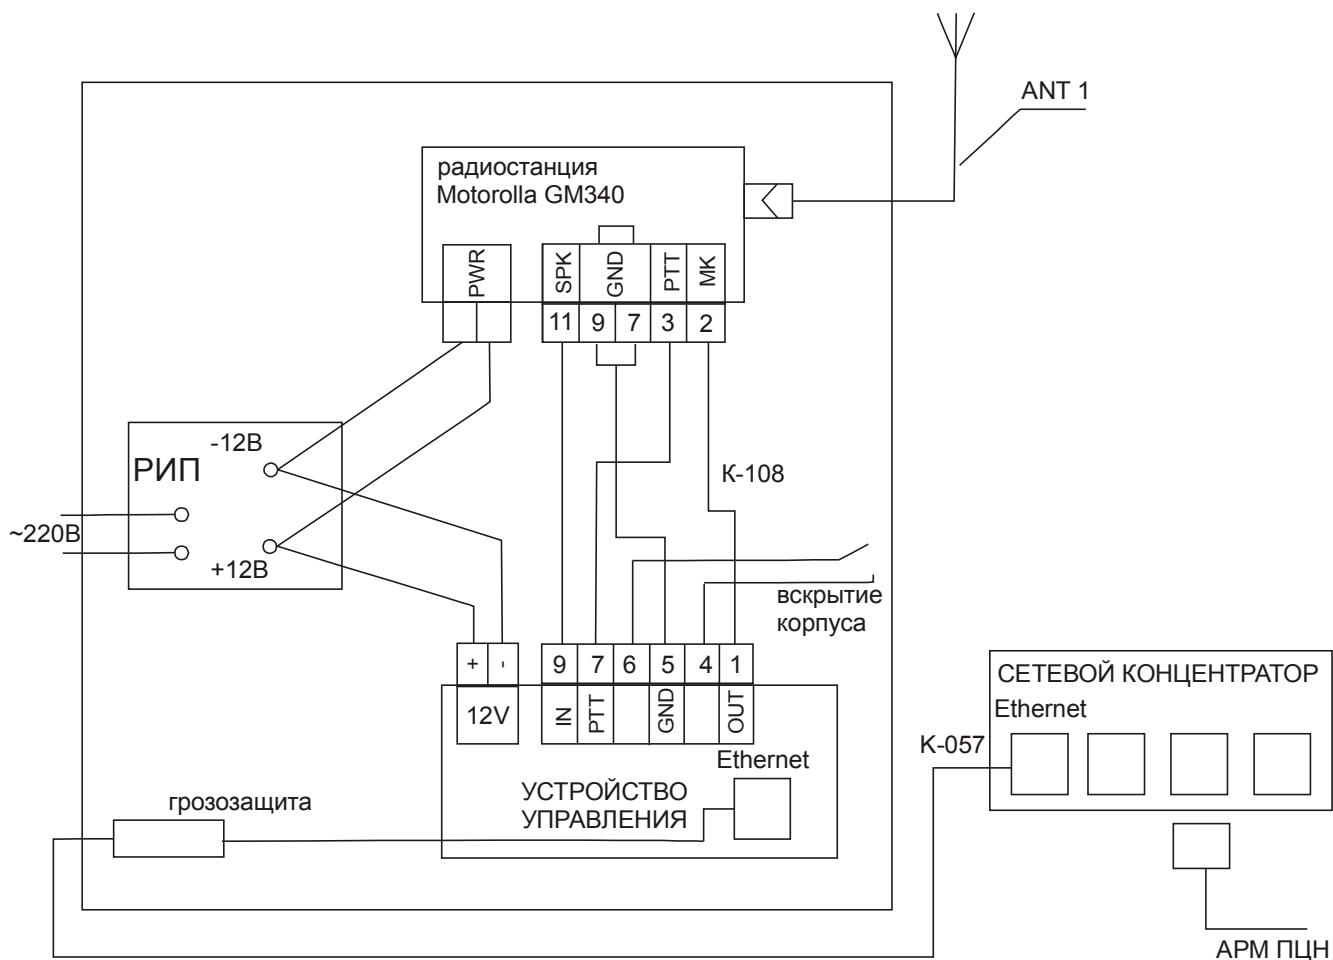 ANT 1
радиостанция
Motorolla GM340
PWR
SPK
GND
PTT
МК
11
9
7
3
2
-12В
РИП
~220В
+12В
К-108
вскрытие
корпуса
+
-
9
7
6
5
4
1
12V
IN
PTT
GND
OUT
Ethernet
УСТРОЙСТВО
УПРАВЛЕНИЯ
грозозащита
К-057
СЕТЕВОЙ КОНЦЕНТРАТОР
Ethernet
АРМ ПЦН